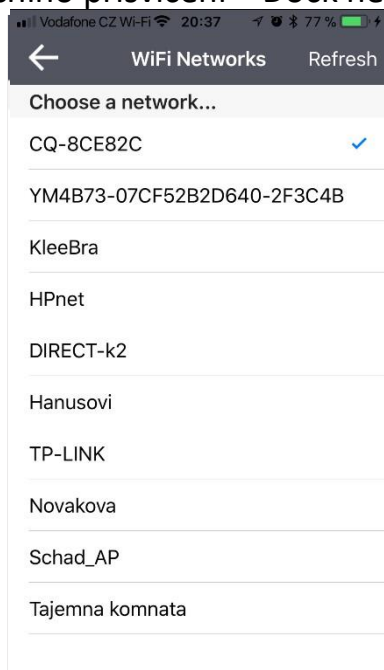 Vodafone CZ Wi-Fi 20:37 77 %
WiFi Networks Refresh
Choose a network...
CQ-8CE82C
YM4B73-07CF52B2D640-2F3C4B
KleeBra
HPnet
DIRECT-k2
Hanusovi
TP-LINK
Novakova
Schad_AP
Tajemna komnata